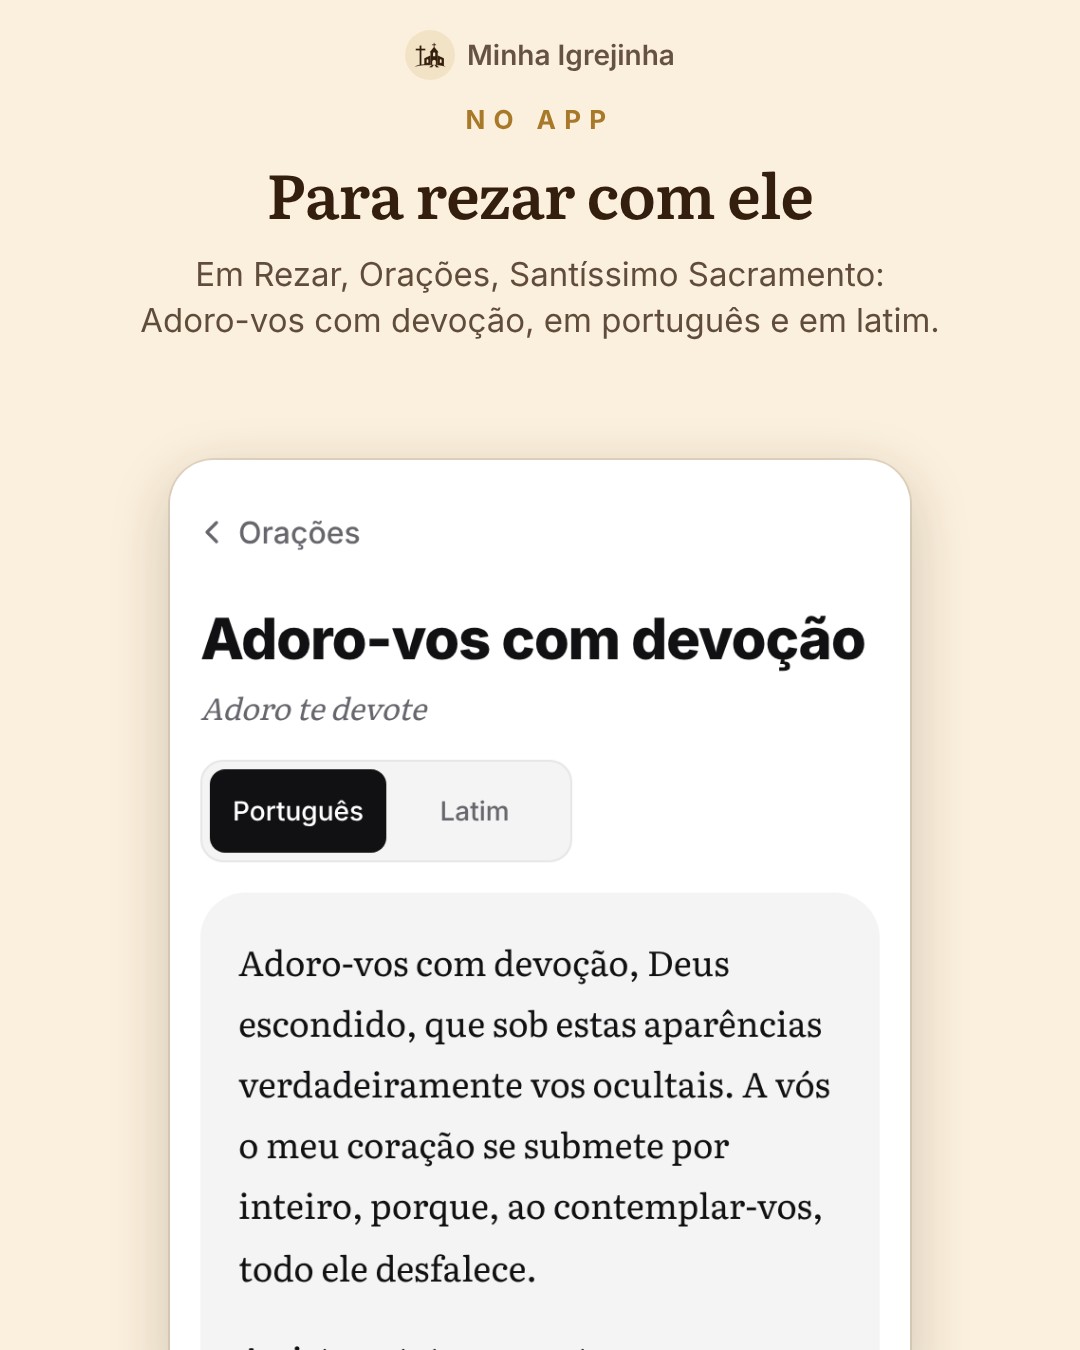 Minha Igrejinha
NO APP
Para rezar com ele
Em Rezar, Orações, Santíssimo Sacramento:
Adoro-vos com devoção, em português e em latim.
Orações
Adoro-vos com devoção
Adoro te devote
Português
Latim
Adoro-vos com devoção, Deus
escondido, que sob estas aparências
verdadeiramente vos ocultais. A vós
o meu coração se submete por
inteiro, porque, ao contemplar-vos,
todo ele desfalece.